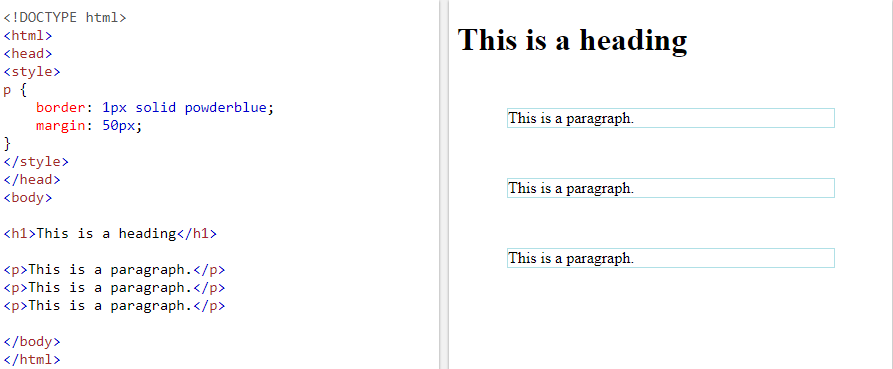 <!DOCTYPE html>
<html>
<head>
<style>
p {
    border: 1px solid powderblue;
    margin: 50px;
}
</style>
</head>
<body>

<h1>This is a heading</h1>

<p>This is a paragraph.</p>
<p>This is a paragraph.</p>
<p>This is a paragraph.</p>

</body>
</html>
This is a heading
This is a paragraph.
This is a paragraph.
This is a paragraph.